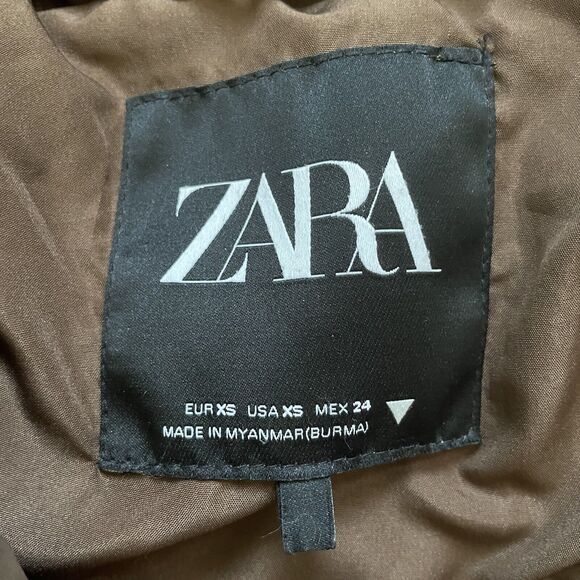 ZARA
EUR XS USA XS MEX 24
MADE IN MYANMAR(BURMA)